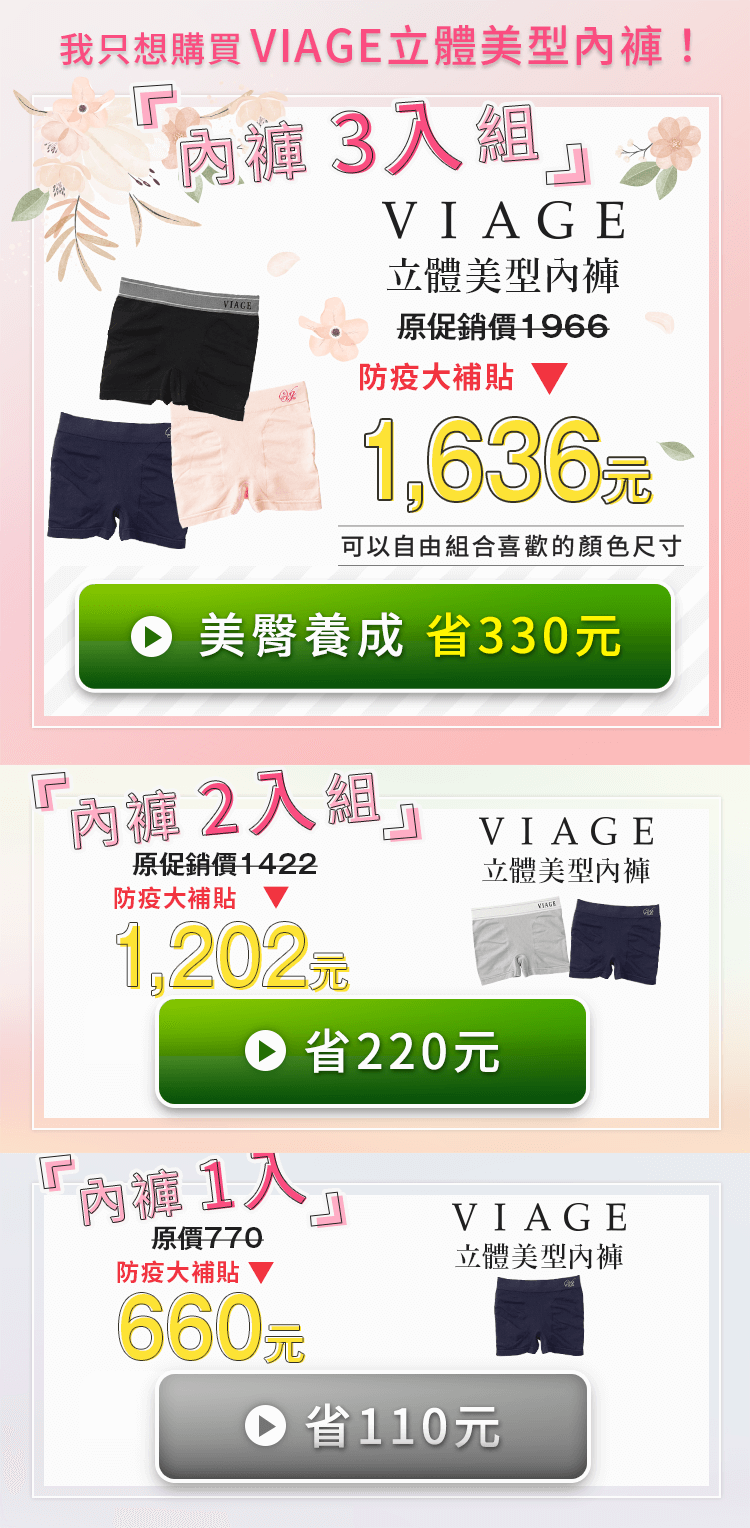 我只想購買VIAGE立體美型內褲！
『內褲3入組』
VIAGE
立體美型內褲
原促銷價1966
防疫大補貼▼
1,636元
可以自由組合喜歡的顏色尺寸
VIAGE
美臀養成 省330元
『內褲2入組』
原促銷價1422
防疫大補貼▼
1,202元
VIAGE
立體美型內褲
VIAGE
省220元
『內褲1入』
原價770
防疫大補貼▼
660元
VIAGE
立體美型內褲
省110元